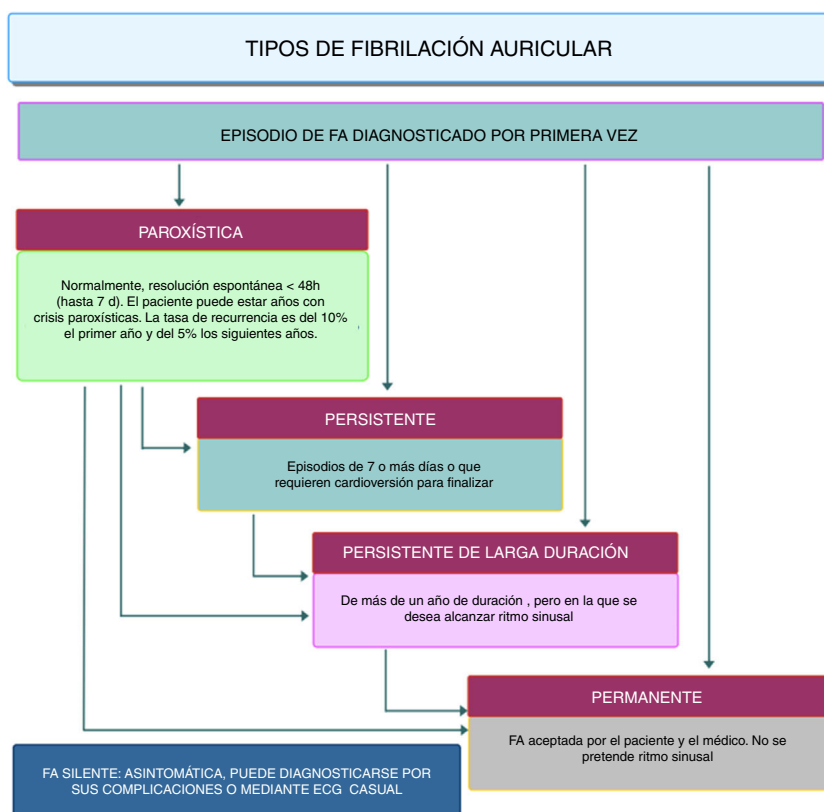 TIPOS DE FIBRILACIÓN AURICULAR
EPISODIO DE FA DIAGNOSTICADO POR PRIMERA VEZ
PAROXÍSTICA
Normalmente, resolución espontánea < 48h
(hasta 7 d). El paciente puede estar años con
crisis paroxísticas. La tasa de recurrencia es del 10%
el primer año y del 5% los siguientes años.
PERSISTENTE
Episodios de 7 o más días o que
requieren cardioversión para finalizar
PERSISTENTE DE LARGA DURACIÓN
De más de un año de duración , pero en la que se
desea alcanzar ritmo sinusal
PERMANENTE
FA aceptada por el paciente y el médico. No se
pretende ritmo sinusal
FA SILENTE: ASINTOMÁTICA, PUEDE DIAGNOSTICARSE POR
SUS COMPLICACIONES O MEDIANTE ECG CASUAL